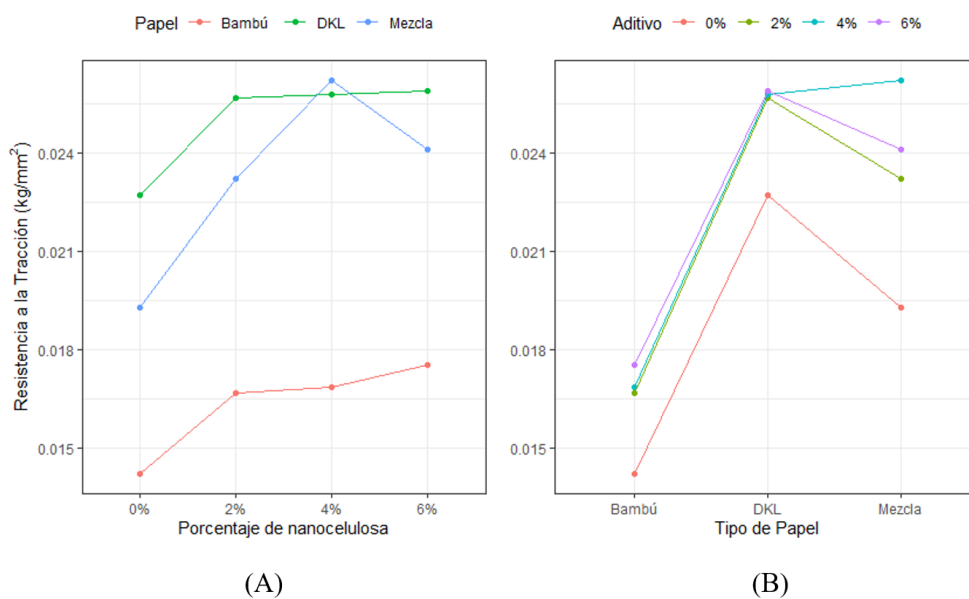 Papel Bambú DKL Mezcla
Aditivo 0% 2% 4% 6%
Resistencia a la Tracción (kg/mm²)
0.024
0.021
0.018
0.015
0% 2% 4% 6%
Porcentaje de nanocelulosa
0.024
0.021
0.018
0.015
Bambú DKL Mezcla
Tipo de Papel
(A)
(B)